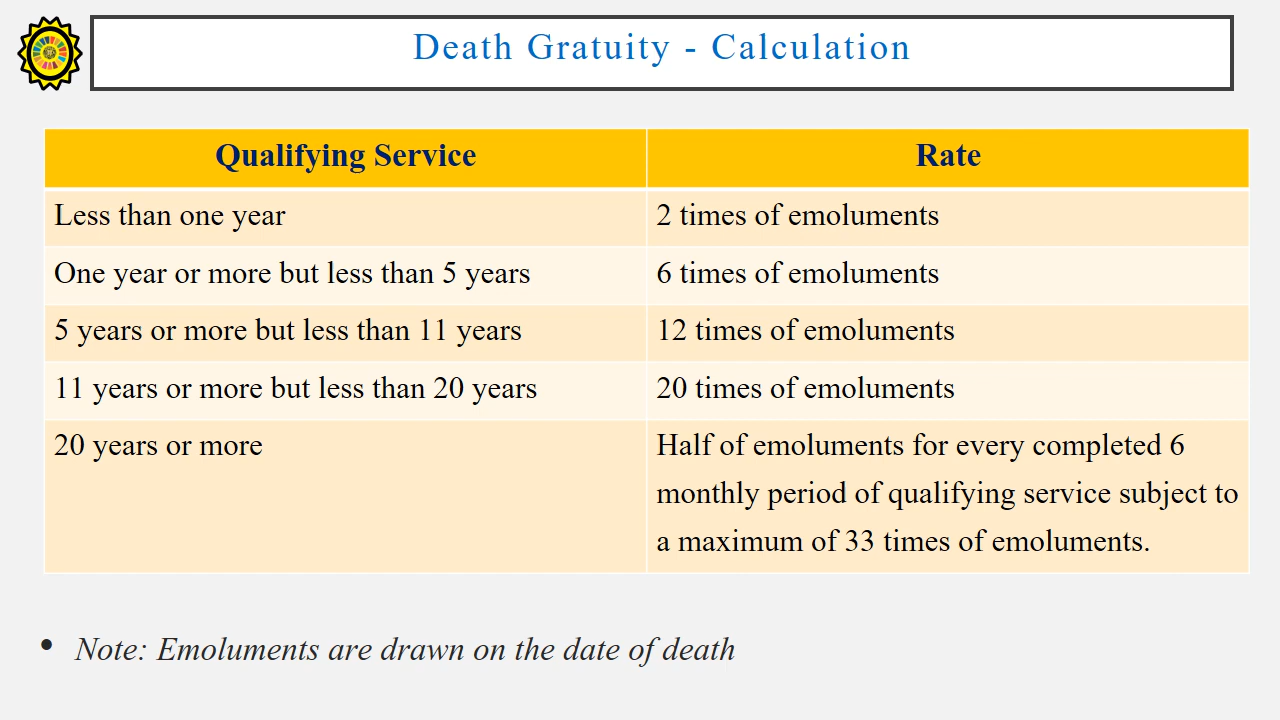 Death Gratuity - Calculation
Qualifying Service
Rate
Less than one year
2 times of emoluments
One year or more but less than 5 years
6 times of emoluments
5 years or more but less than 11 years
12 times of emoluments
11 years or more but less than 20 years
20 times of emoluments
20 years or more
Half of emoluments for every completed 6
monthly period of qualifying service subject to
a maximum of 33 times of emoluments.
• Note: Emoluments are drawn on the date of death